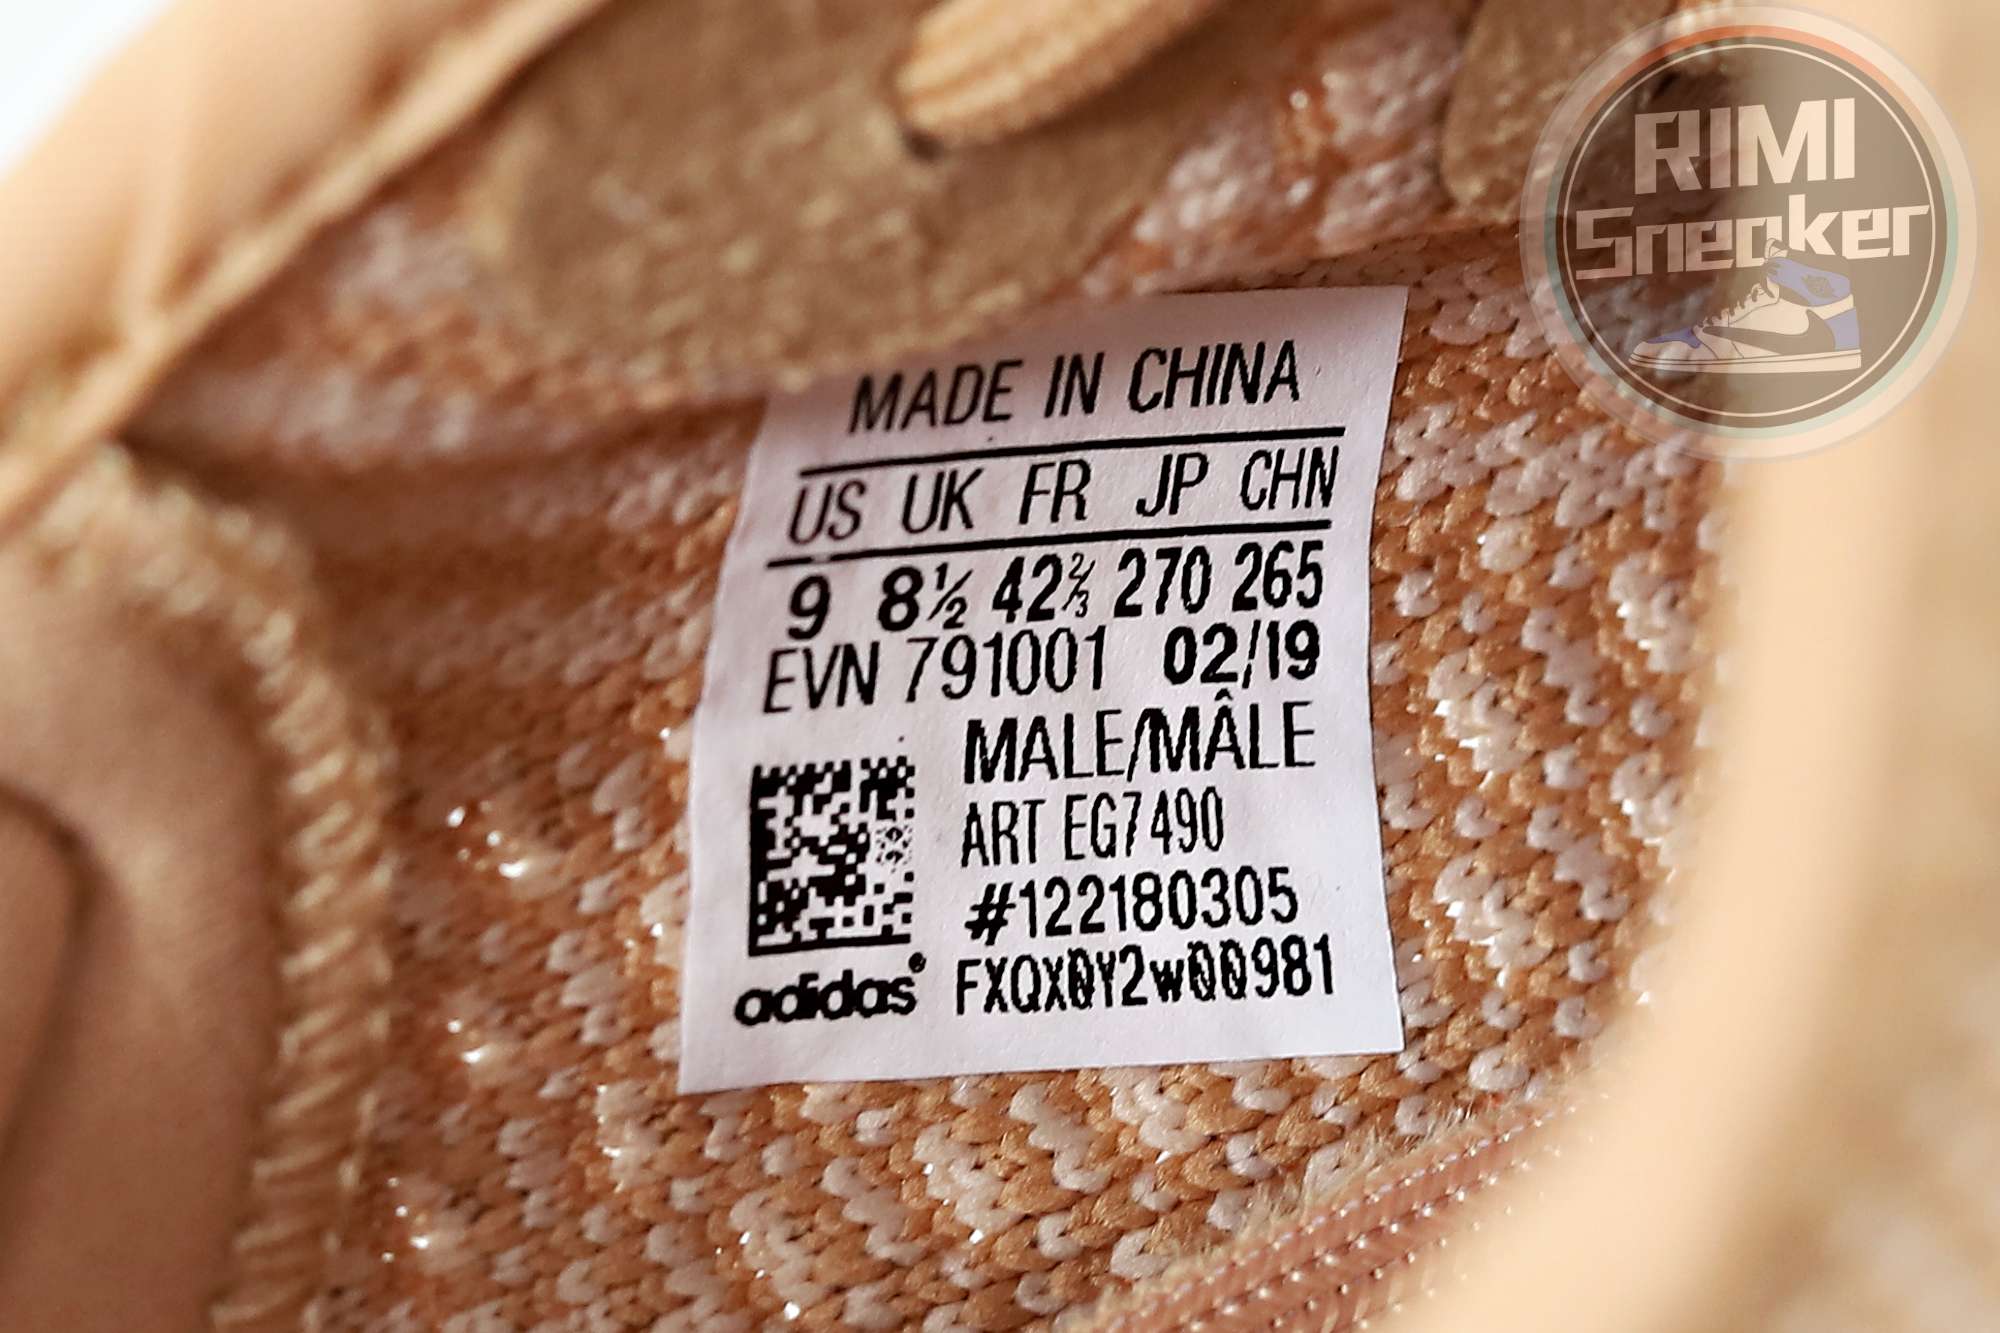 RIMI
Sneaker
MADE IN CHINA
US UK FR JP CHN
9 8½ 42⅔ 270 265
EVN 791001 02/19
MALE/MÂLE
ART EG7490
#122180305
adidas® FXQX0Y2w00981